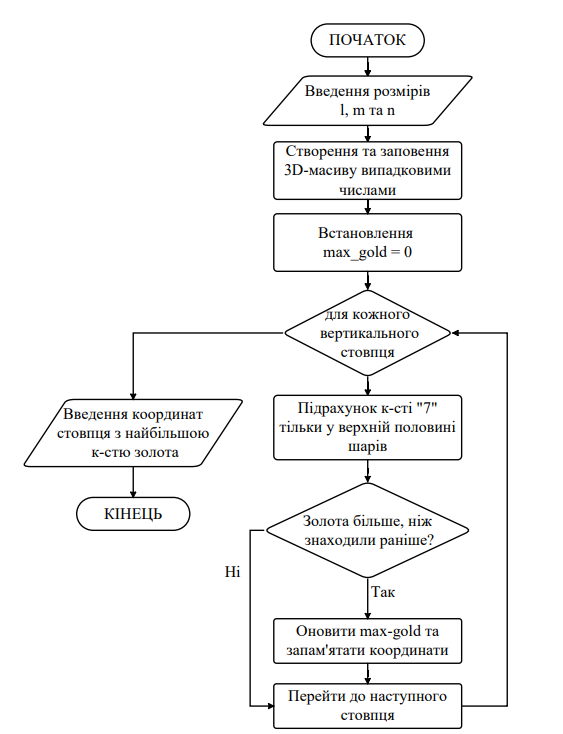 ПОЧАТОК
Введення розмірів
l, m та n
Створення та заповення
3D-масиву випадковими
числами
Встановлення
max_gold = 0
для кожного
вертикального
стовпця
Введення координат
стовпця з найбільшою
к-стю золота
КІНЕЦЬ
Підрахунок к-сті "7"
тільки у верхній половині
шарів
Золота більше, ніж
знаходили раніше?
Ні
Так
Оновити max-gold та
запам'ятати координати
Перейти до наступного
стовпця